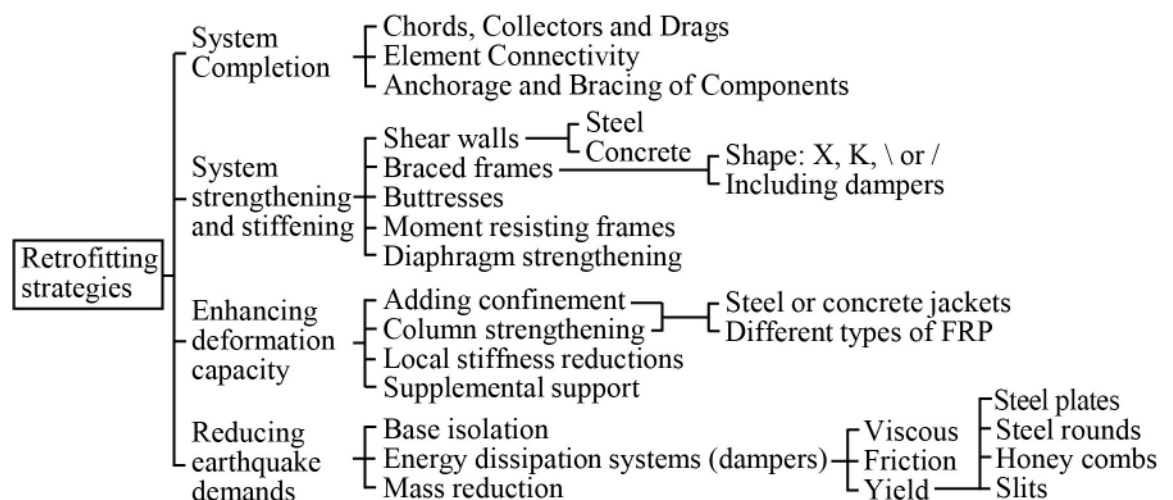 Retrofitting
strategies
System
Completion
Chords, Collectors and Drags
Element Connectivity
Anchorage and Bracing of Components
System
strengthening
and stiffening
Shear walls
Steel
Concrete
Braced frames
Shape: X, K, \ or /
Including dampers
Buttresses
Moment resisting frames
Diaphragm strengthening
Enhancing
deformation
capacity
Adding confinement
Column strengthening
Steel or concrete jackets
Different types of FRP
Local stiffness reductions
Supplemental support
Reducing
earthquake
demands
Base isolation
Energy dissipation systems (dampers)
Viscous
Friction
Yield
Steel plates
Steel rounds
Honey combs
Slits
Mass reduction